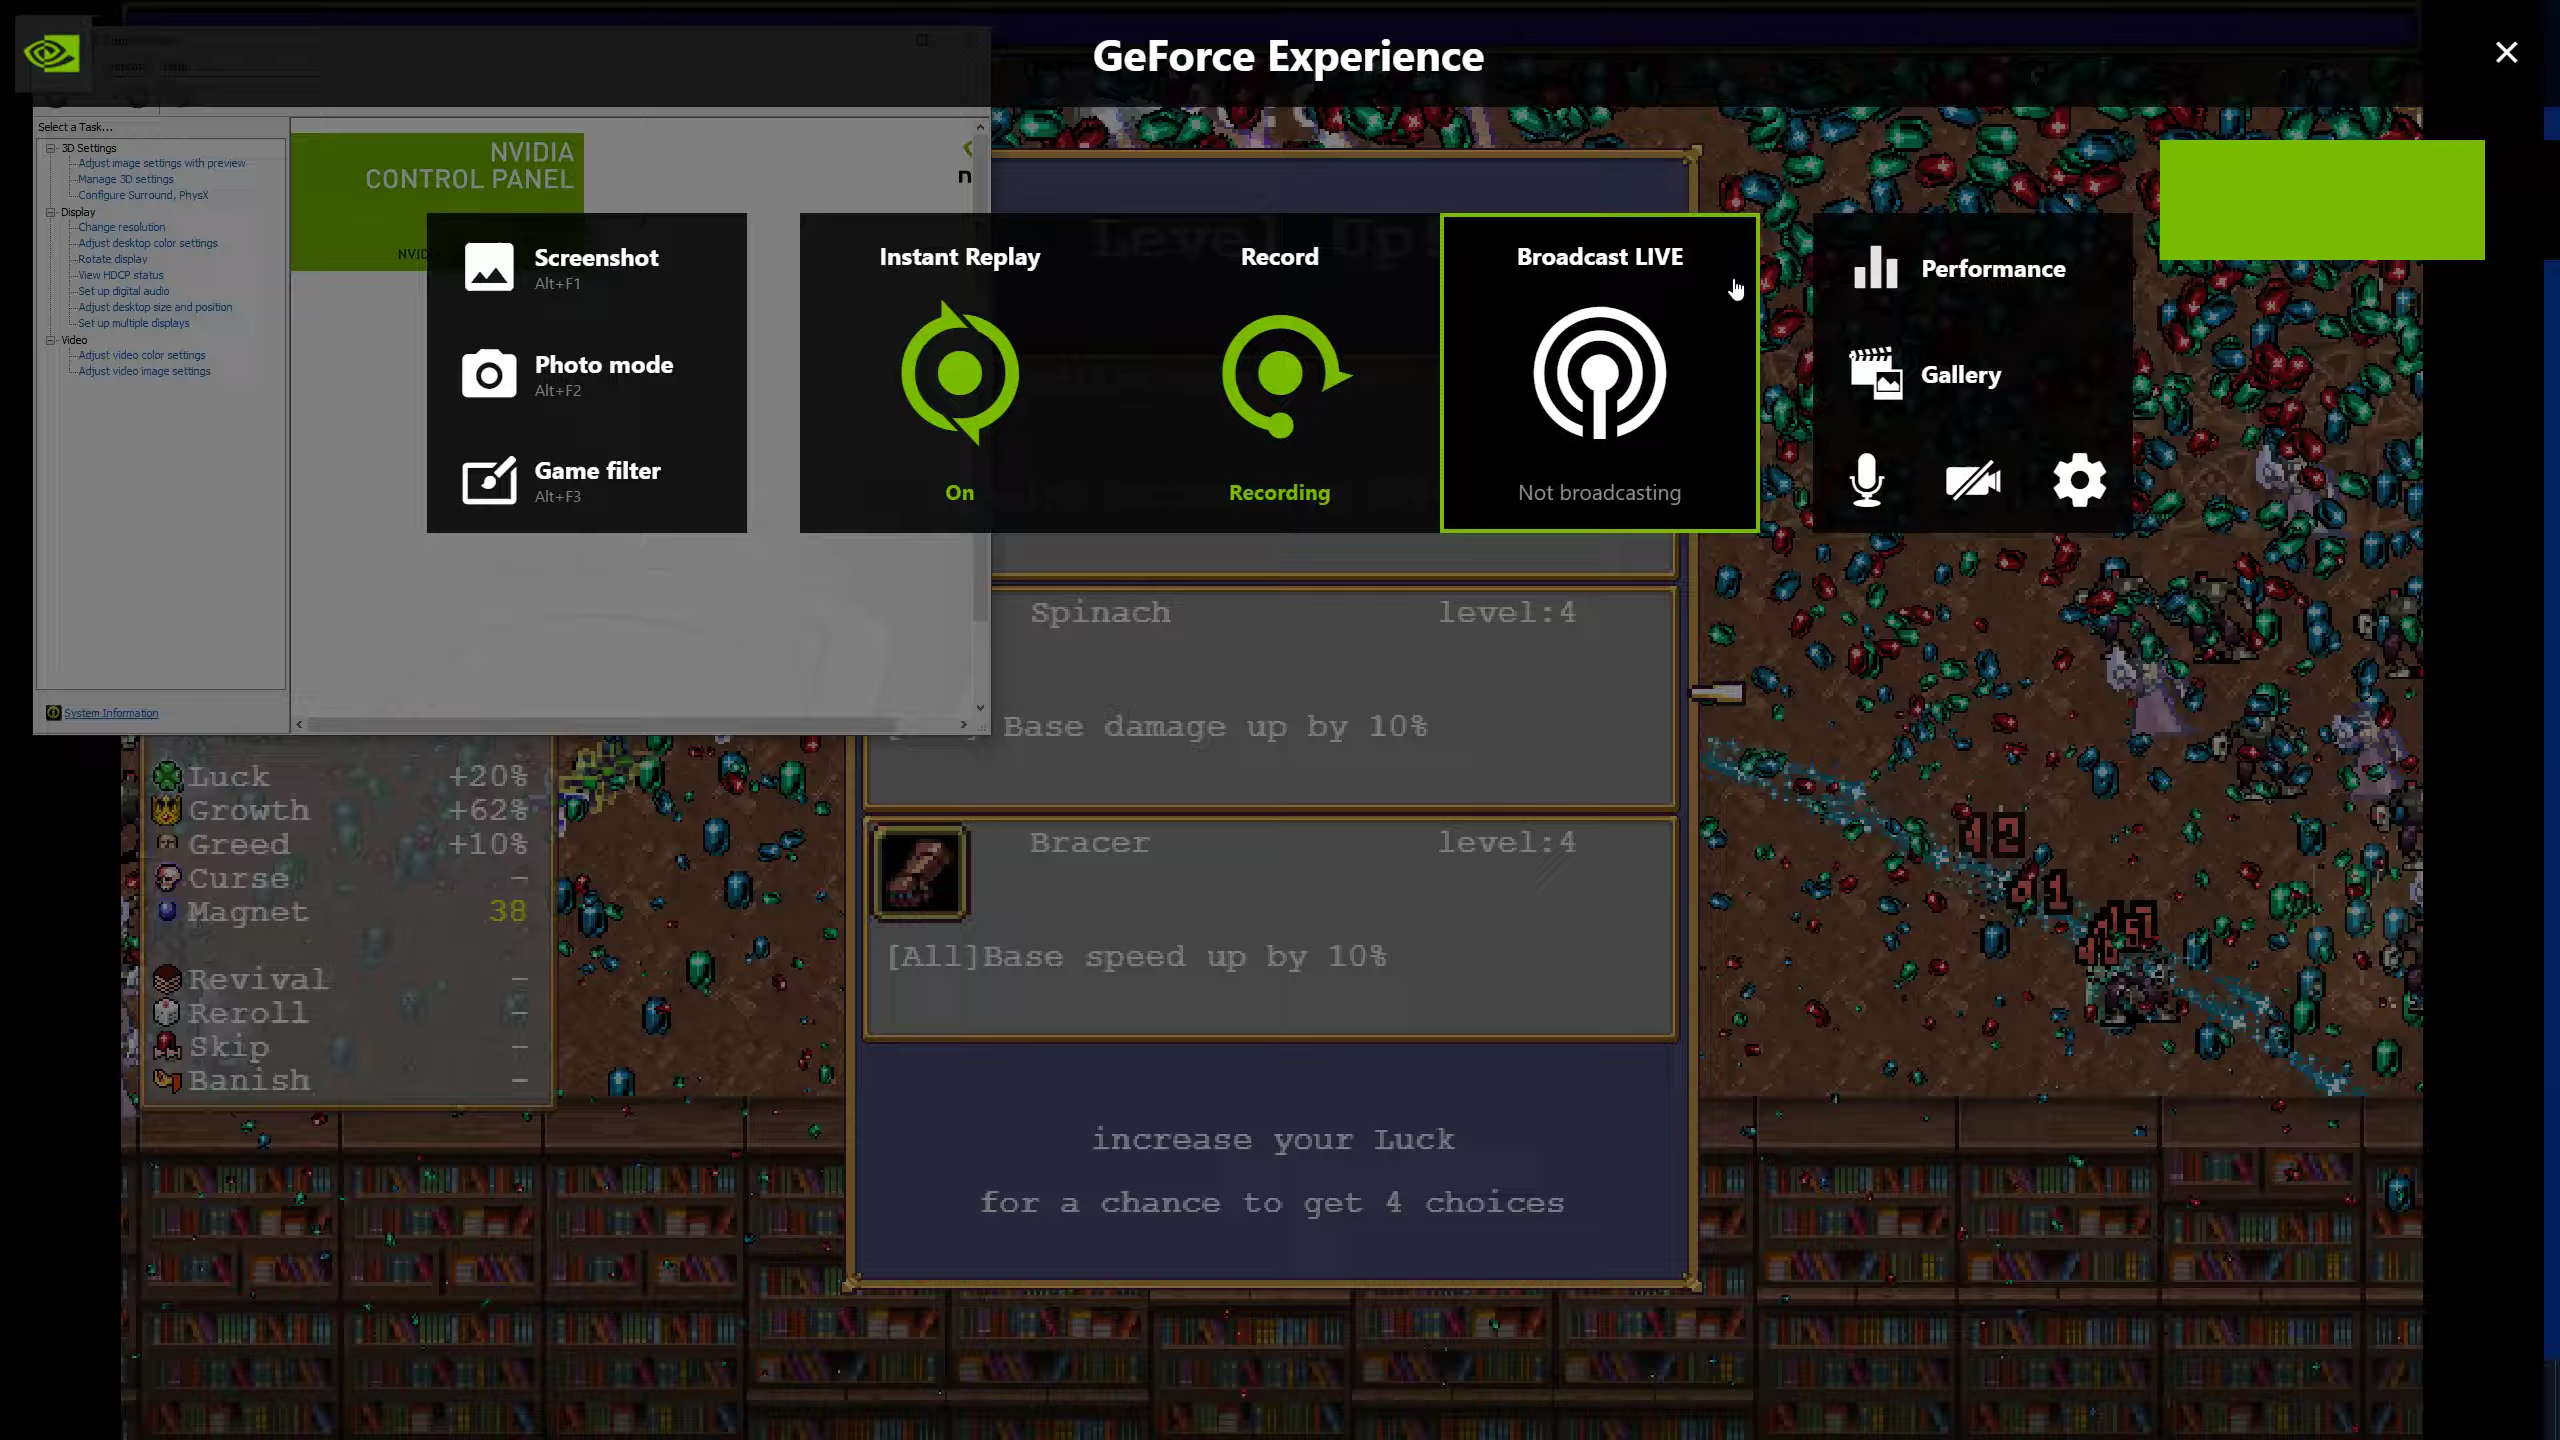 GeForce Experience
Select a Task...
3D Settings
Adjust image settings with preview
Manage 3D settings
Configure Surround, PhysX
Display
Change resolution
Adjust desktop color settings
Rotate display
View HDCP status
Set up digital audio
Adjust desktop size and position
Set up multiple displays
Video
Adjust video color settings
Adjust video image settings
System Information
NVIDIA
CONTROL PANEL
Screenshot
Alt+F1
Photo mode
Alt+F2
Game filter
Alt+F3
Instant Replay
On
Record
Recording
Broadcast LIVE
Not broadcasting
Performance
Gallery
Level Up
Spinach level:4
Base damage up by 10%
Bracer level:4
[All]Base speed up by 10%
increase your Luck
for a chance to get 4 choices
Luck +20%
Growth +62%
Greed +10%
Curse -
Magnet 38
Revival -
Reroll -
Skip -
Banish -